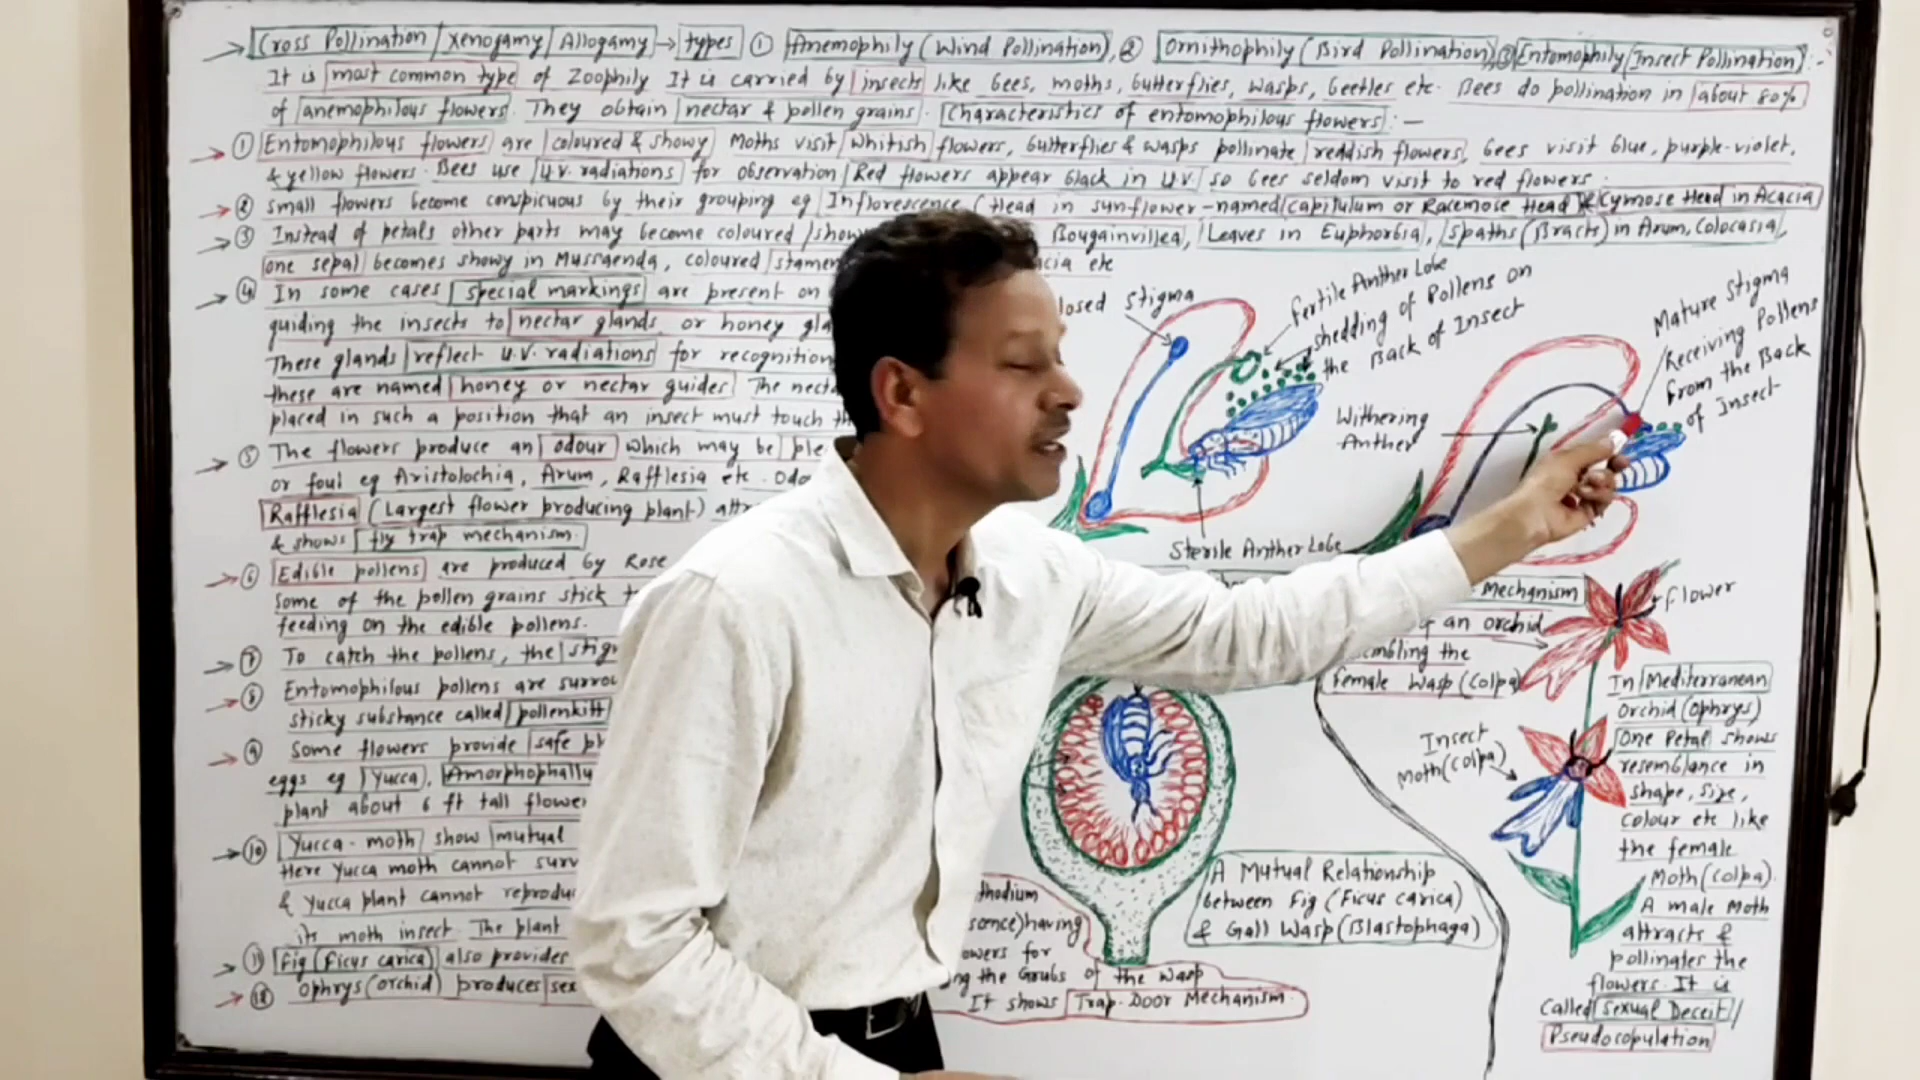 Cross Pollination/Xenogamy/Allogamy → types ① Anemophily (Wind Pollination), ② Ornithophily (Bird Pollination), ③ Entomophily/Insect Pollination):-
It is most common type of Zoophily It is carried by insects like bees, moths, butterflies, wasps, beetles etc. Bees do pollination in about 80%
of anemophilous flowers. They obtain nectar & pollen grains. Characteristics of entomophilous flowers:—
① Entomophilous flowers are coloured & showy Moths visit whitish flowers, butterflies & wasps pollinate reddish flowers, bees visit blue, purple-violet,
& yellow flowers. Bees use U.V. radiations for observation Red flowers appear black in U.V. so bees seldom visit to red flowers.
② Small flowers become conspicuous by their grouping eg Inflorescence (Head in sunflower-named capitulum or Racemose Head) & Cymose Head in Acacia
③ Instead of petals other parts may become coloured/show Bougainvillea, Leaves in Euphorbia, Spaths (Bracts) in Arum, Colocasia,
one sepal becomes showy in Mussaenda, coloured stamen cacia etc
④ In some cases special markings are present on
guiding the insects to nectar glands or honey gla
These glands reflect U.V. radiations for recognition
these are named honey or nectar guides The necta
placed in such a position that an insect must touch th
⑤ The flowers produce an odour which may be ple
or foul eg Aristolochia, Arum, Rafflesia etc. Odo
Rafflesia (Largest flower producing plant) attr
& shows fly trap mechanism.
⑥ Edible pollens are produced by Rose
Some of the pollen grains stick t
feeding on the edible pollens.
⑦ To catch the pollens, the stig
⑧ Entomophilous pollens are surrou
sticky substance called pollenkitt
⑨ Some flowers provide safe pl
eggs eg Yucca, Amorphophallu
plant about 6 ft tall flower
⑩ Yucca-moth show mutual
Here Yucca moth cannot surv
& Yucca plant cannot reprodu
its moth insect. The plant
⑪ Fig (Ficus carica) also provides
⑫ Ophrys (orchid) produces sex
losed Stigma
Fertile Anther Lobe
shedding of Pollens on
the Back of Insect
Sterile Anther Lobe
Withering
Anther
Mature Stigma
Receiving Pollens
from the Back
of Insect
Mechanism
of an orchid
embling the
female Wasp (Colpa)
Flower
Insect
Moth (Colpa)
In Mediterranean
Orchid (Ophrys)
One Petal shows
resemblance in
shape, Size,
Colour etc like
the female
Moth (Colpa).
A male Moth
attracts &
pollinates the
flowers. It is
Called Sexual Deceit/
Pseudocopulation
A Mutual Relationship
between Fig (Ficus carica)
& Gall Wasp (Blastophaga)
thodium
scence) having
owers for
ng the Grubs of the Wasp
It shows Trap-Door Mechanism.